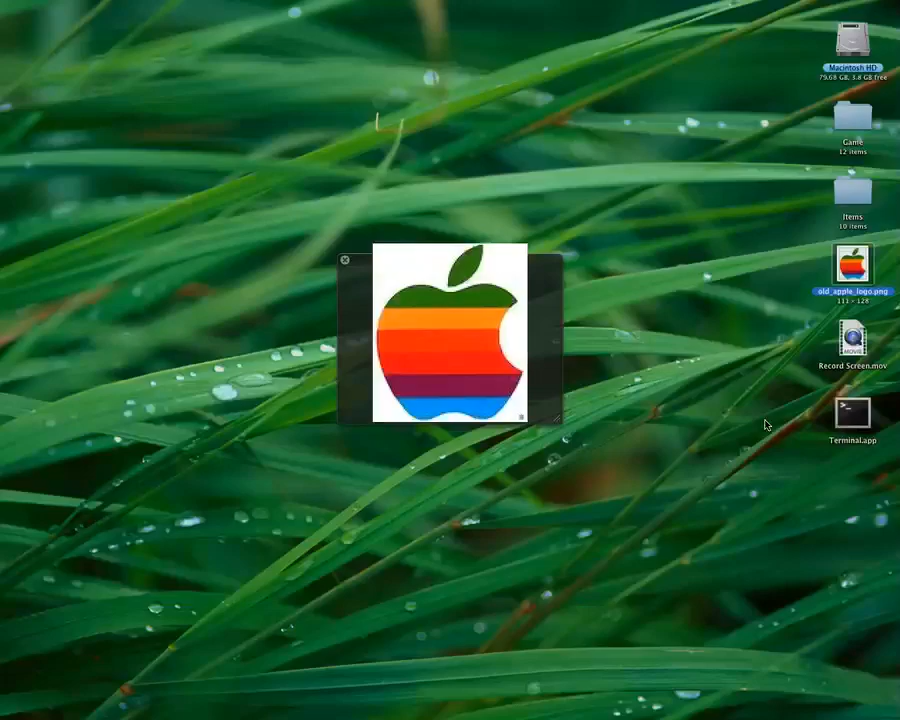 Macintosh HD
79.68 GB, 3.8 GB free
Game
12 items
Items
10 items
old_apple_logo.png
111 × 128
Record Screen.mov
MOVIE
Terminal.app